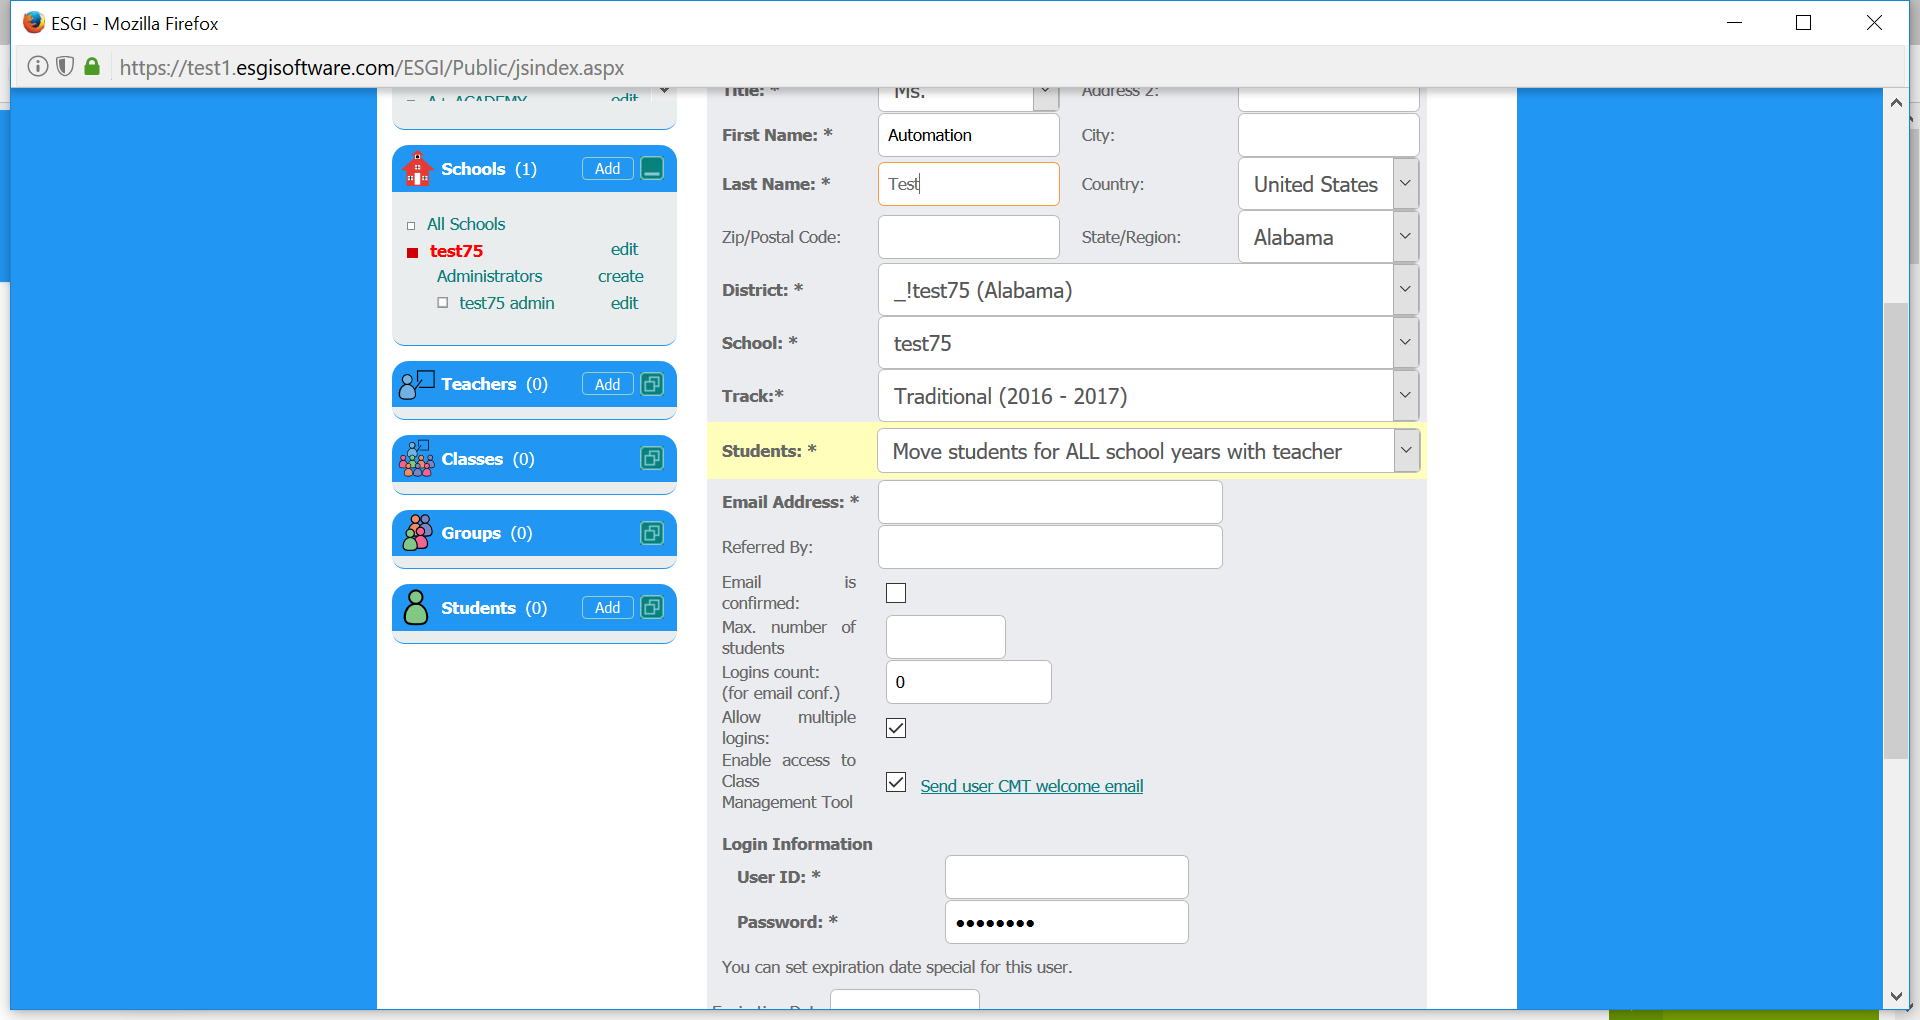 ESGI - Mozilla Firefox
https://test1.esgisoftware.com/ESGI/Public/jsindex.aspx
A+ ACADEMY edit
Schools (1) Add
All Schools
test75 edit
Administrators create
test75 admin edit
Teachers (0) Add
Classes (0)
Groups (0)
Students (0) Add
Title: * Ms. Address 2:
First Name: * Automation City:
Last Name: * Test Country: United States
Zip/Postal Code: State/Region: Alabama
District: * _!test75 (Alabama)
School: * test75
Track:* Traditional (2016 - 2017)
Students: * Move students for ALL school years with teacher
Email Address: *
Referred By:
Email is
confirmed:
Max. number of
students
Logins count: 0
(for email conf.)
Allow multiple
logins:
Enable access to
Class
Management Tool
Send user CMT welcome email
Login Information
User ID: *
Password: * ●●●●●●●●
You can set expiration date special for this user.